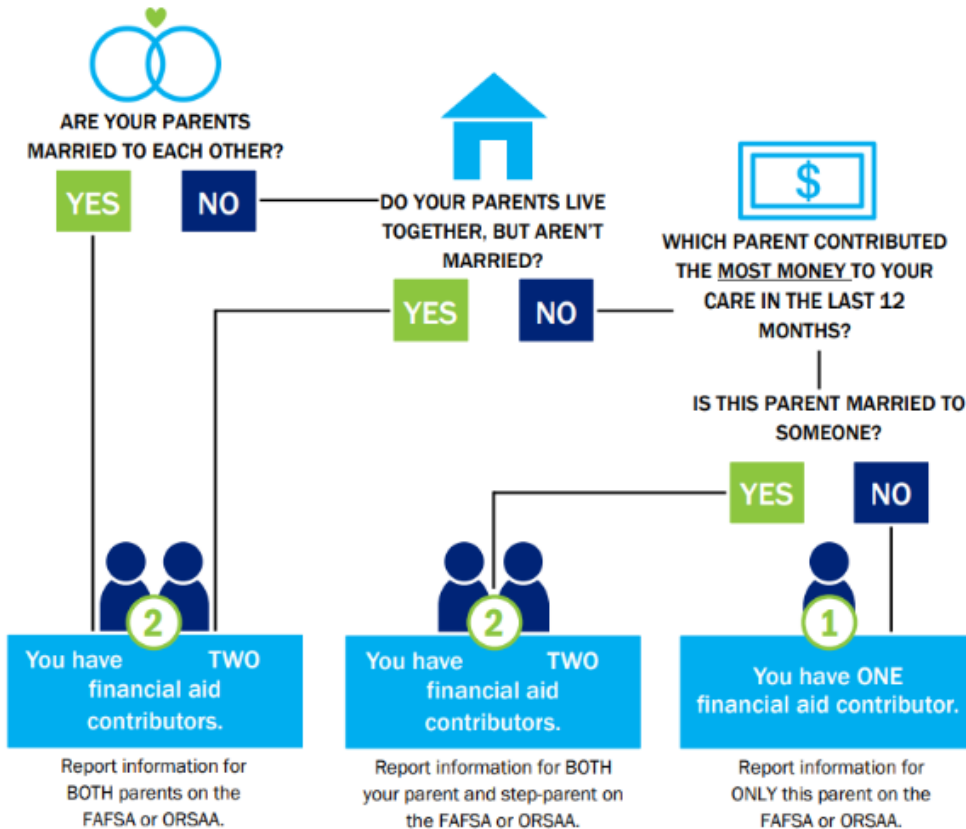 ARE YOUR PARENTS
MARRIED TO EACH OTHER?
YES
NO
DO YOUR PARENTS LIVE
TOGETHER, BUT AREN'T
MARRIED?
YES
NO
$
WHICH PARENT CONTRIBUTED
THE MOST MONEY TO YOUR
CARE IN THE LAST 12
MONTHS?
IS THIS PARENT MARRIED TO
SOMEONE?
YES
NO
2
You have TWO
financial aid
contributors.
Report information for
BOTH parents on the
FAFSA or ORSAA.
2
You have TWO
financial aid
contributors.
Report information for BOTH
your parent and step-parent on
the FAFSA or ORSAA.
1
You have ONE
financial aid contributor.
Report information for
ONLY this parent on the
FAFSA or ORSAA.